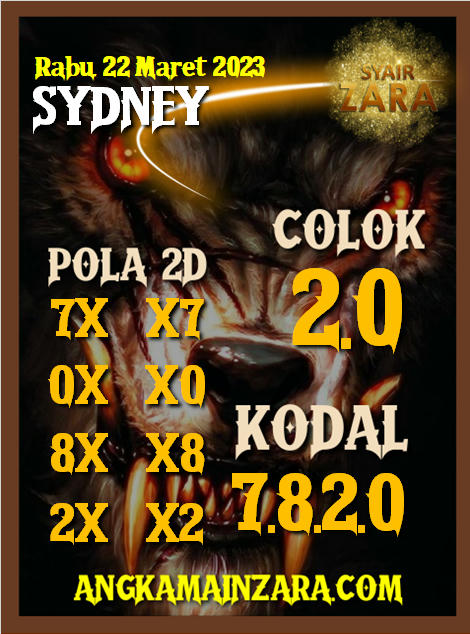 Rabu 22 Maret 2023
SYDNEY
SYAIR
ZARA
COLOK
2.0
POLA 2D
7X X7
0X X0
8X X8
2X X2
KODAL
7.8.2.0
ANGKAMAINZARA.COM